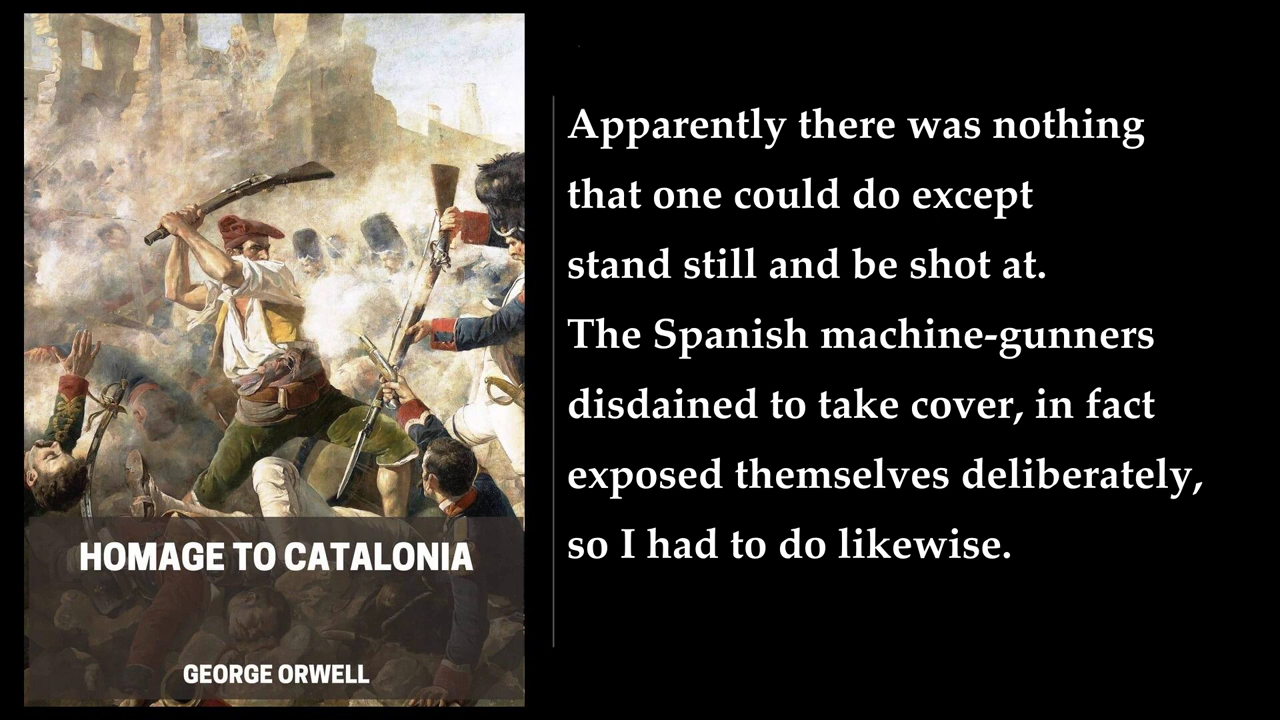 HOMAGE TO CATALONIA
GEORGE ORWELL
Apparently there was nothing
that one could do except
stand still and be shot at.
The Spanish machine-gunners
disdained to take cover, in fact
exposed themselves deliberately,
so I had to do likewise.